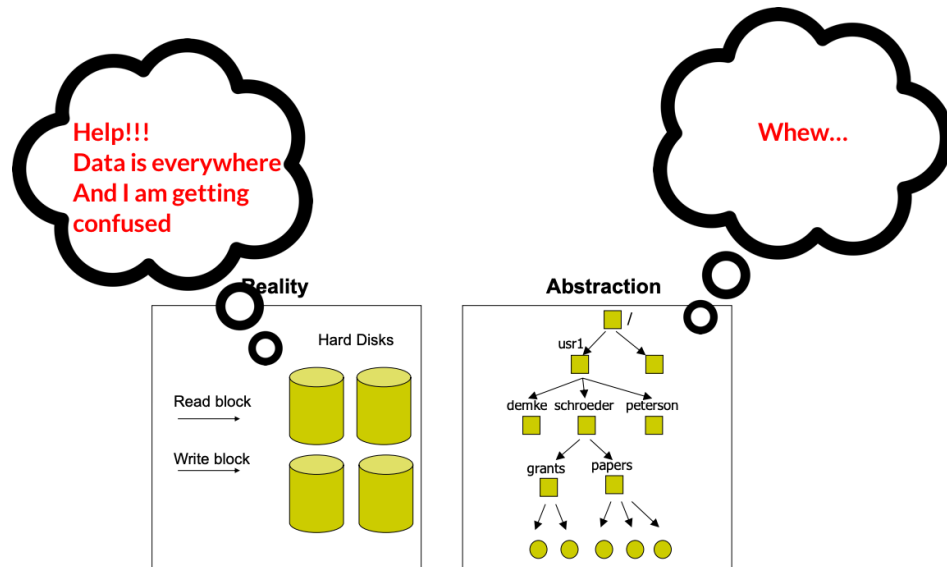 Help!!!
Data is everywhere
And I am getting
confused
Whew...
Reality
Abstraction
Hard Disks
Read block
Write block
/
usr1
demke schroeder peterson
grants papers